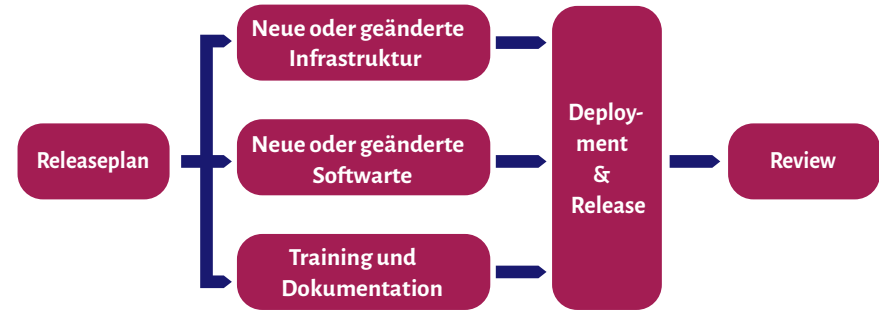 Releaseplan
Neue oder geänderte
Infrastruktur
Neue oder geänderte
Softwarte
Training und
Dokumentation
Deploy-
ment
&
Release
Review